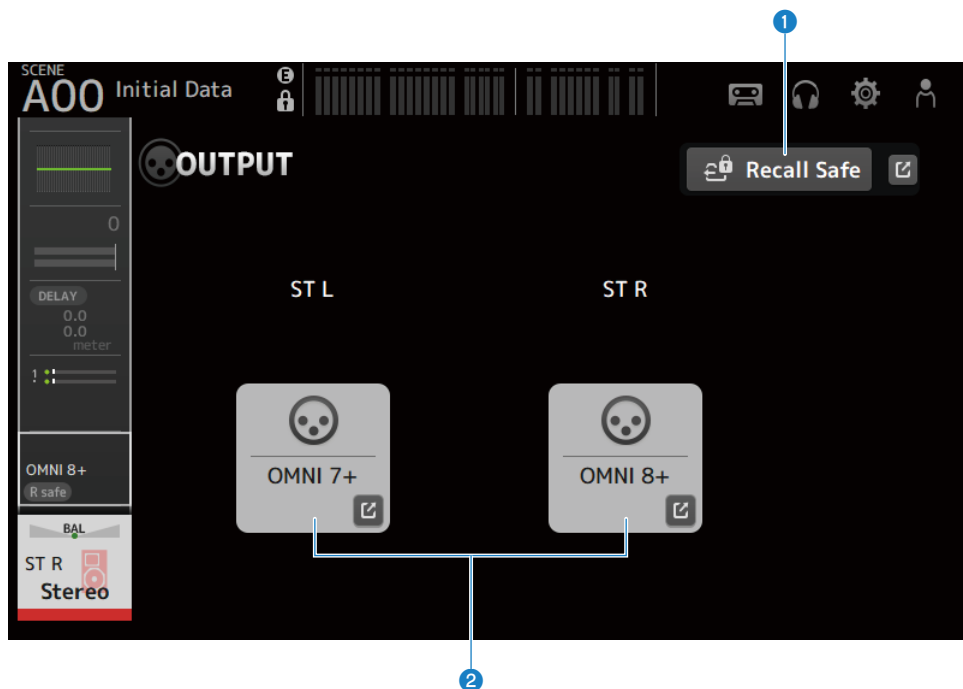 1
SCENE
A00 Initial Data
E
OUTPUT
Recall Safe
0
DELAY
0.0
0.0
meter
!
ST L
ST R
OMNI 7+
OMNI 8+
OMNI 8+
R safe
BAL
ST R
Stereo
2